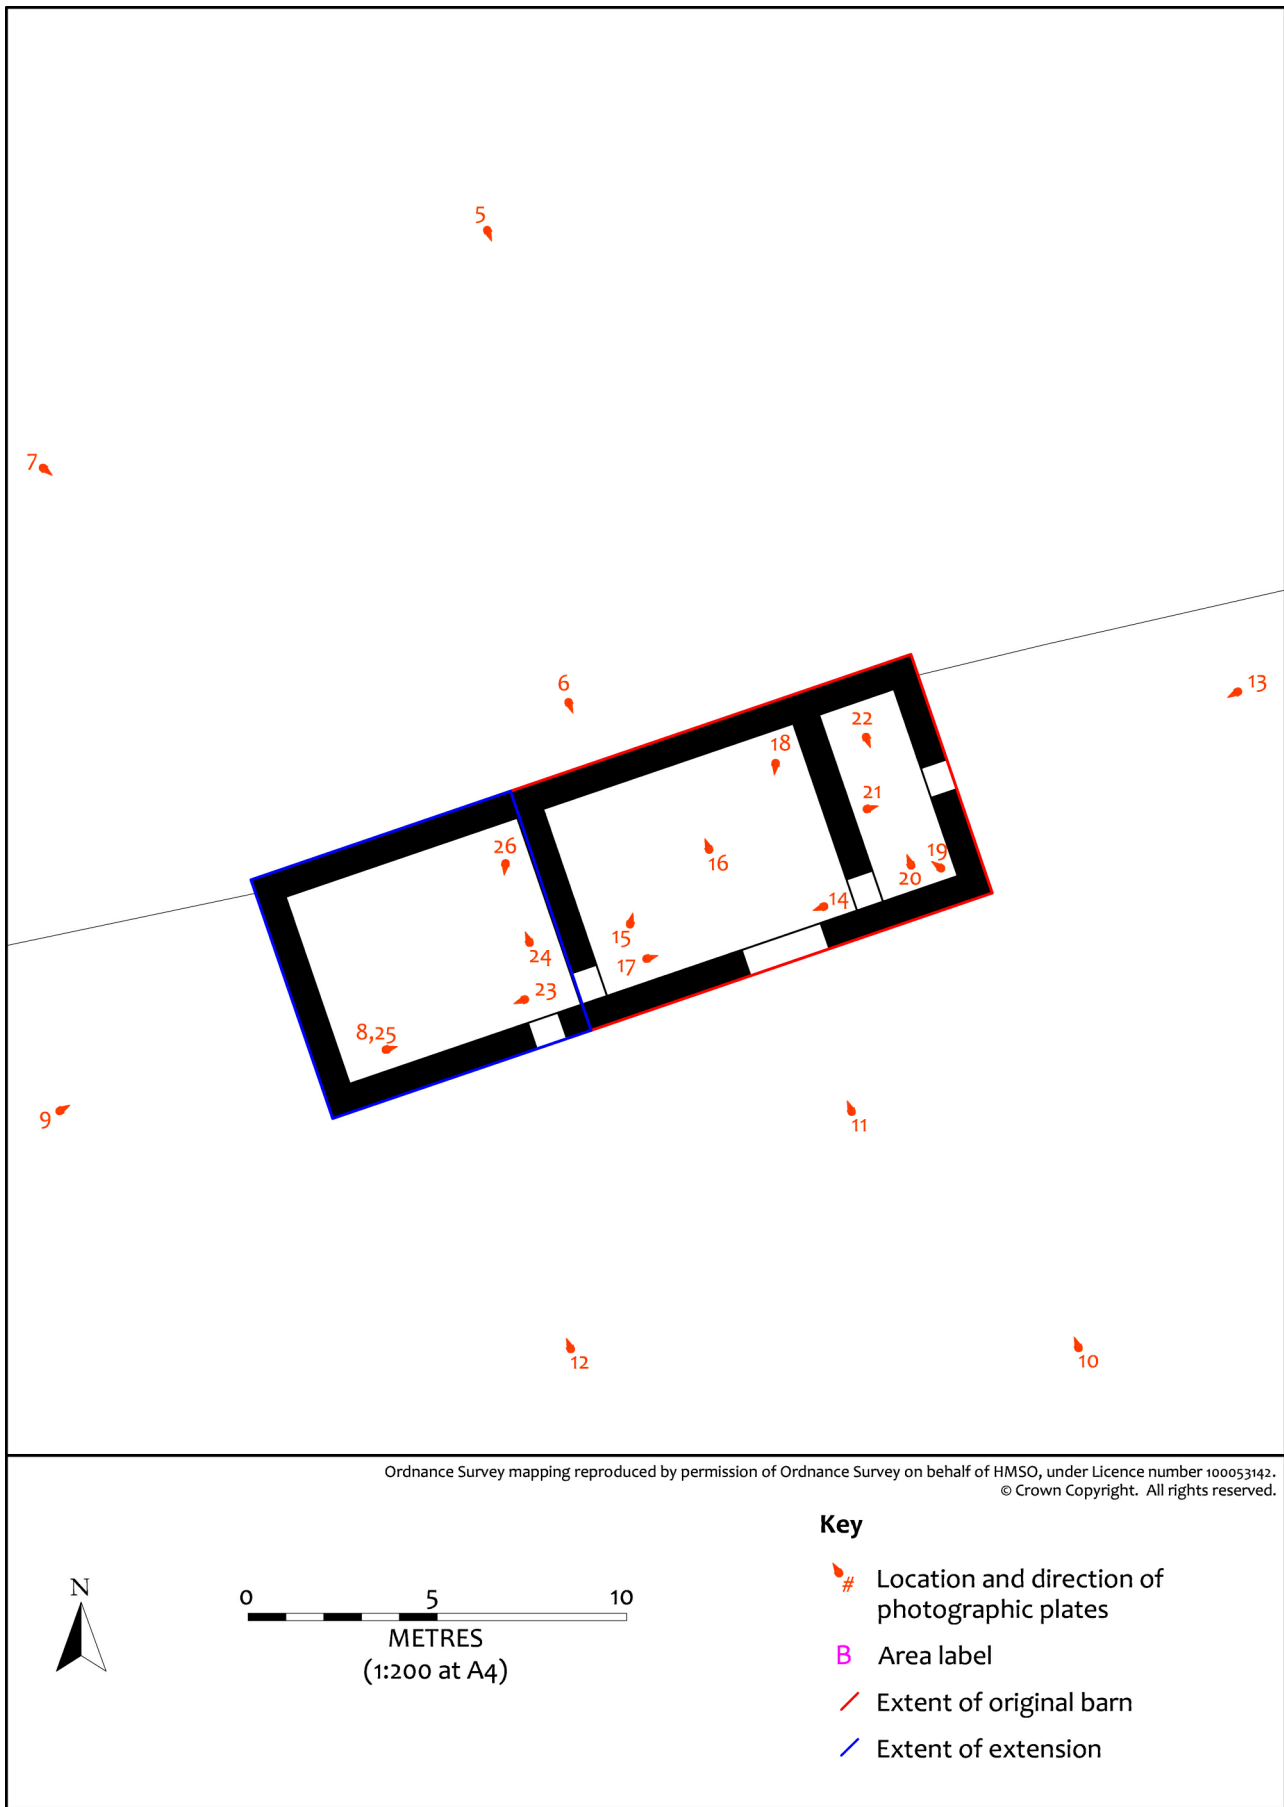 5
7
6
13
22
18
21
26
16
19
20
14
15
24
17
23
8,25
9
11
12
10
Ordnance Survey mapping reproduced by permission of Ordnance Survey on behalf of HMSO, under Licence number 100053142.
© Crown Copyright. All rights reserved.
Key
N
0 5 10
METRES
(1:200 at A4)
# Location and direction of
photographic plates
B Area label
Extent of original barn
Extent of extension